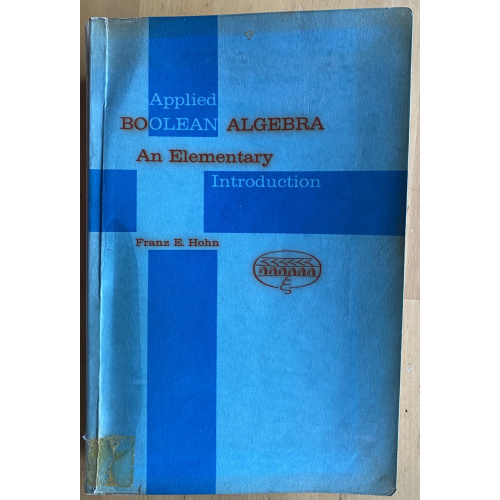 Applied
BOOLEAN ALGEBRA
An Elementary
Introduction
Franz E. Hohn